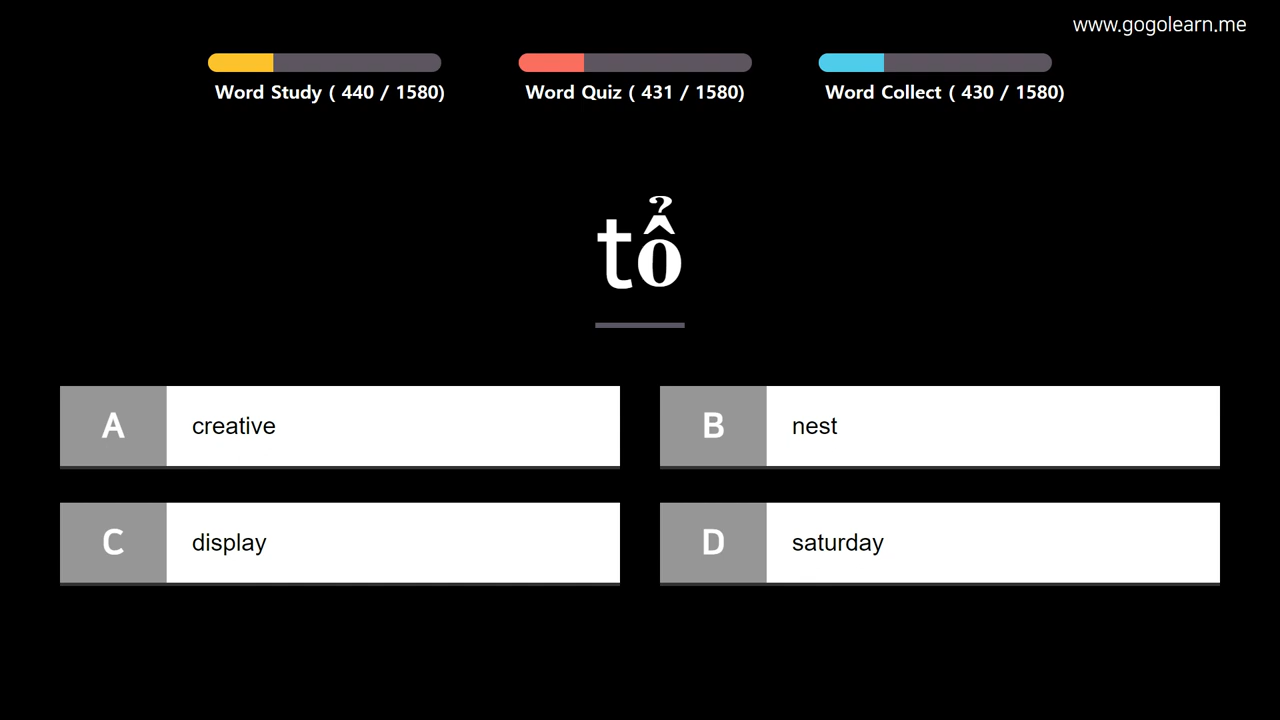 www.gogolearn.me
Word Study ( 440 / 1580)
Word Quiz ( 431 / 1580)
Word Collect ( 430 / 1580)
tổ
A creative
B nest
C display
D saturday